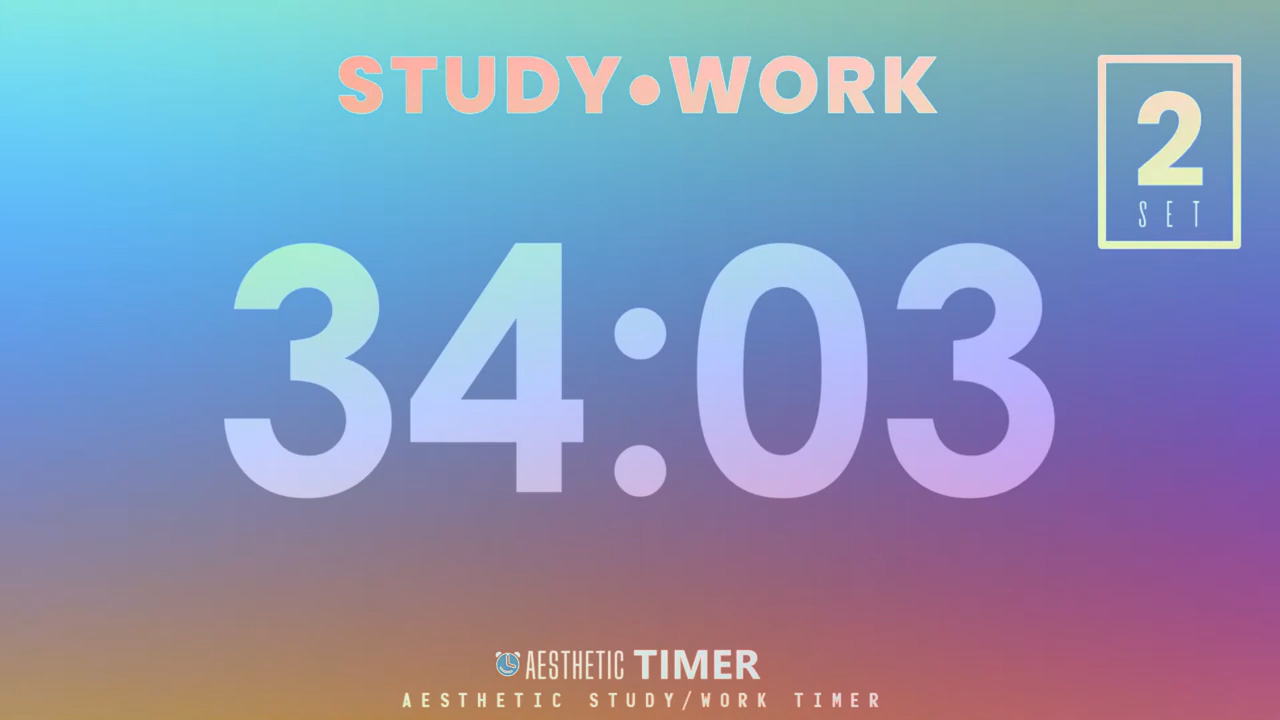 STUDY•WORK
2
SET
34:03
AESTHETIC TIMER
AESTHETIC STUDY/WORK TIMER